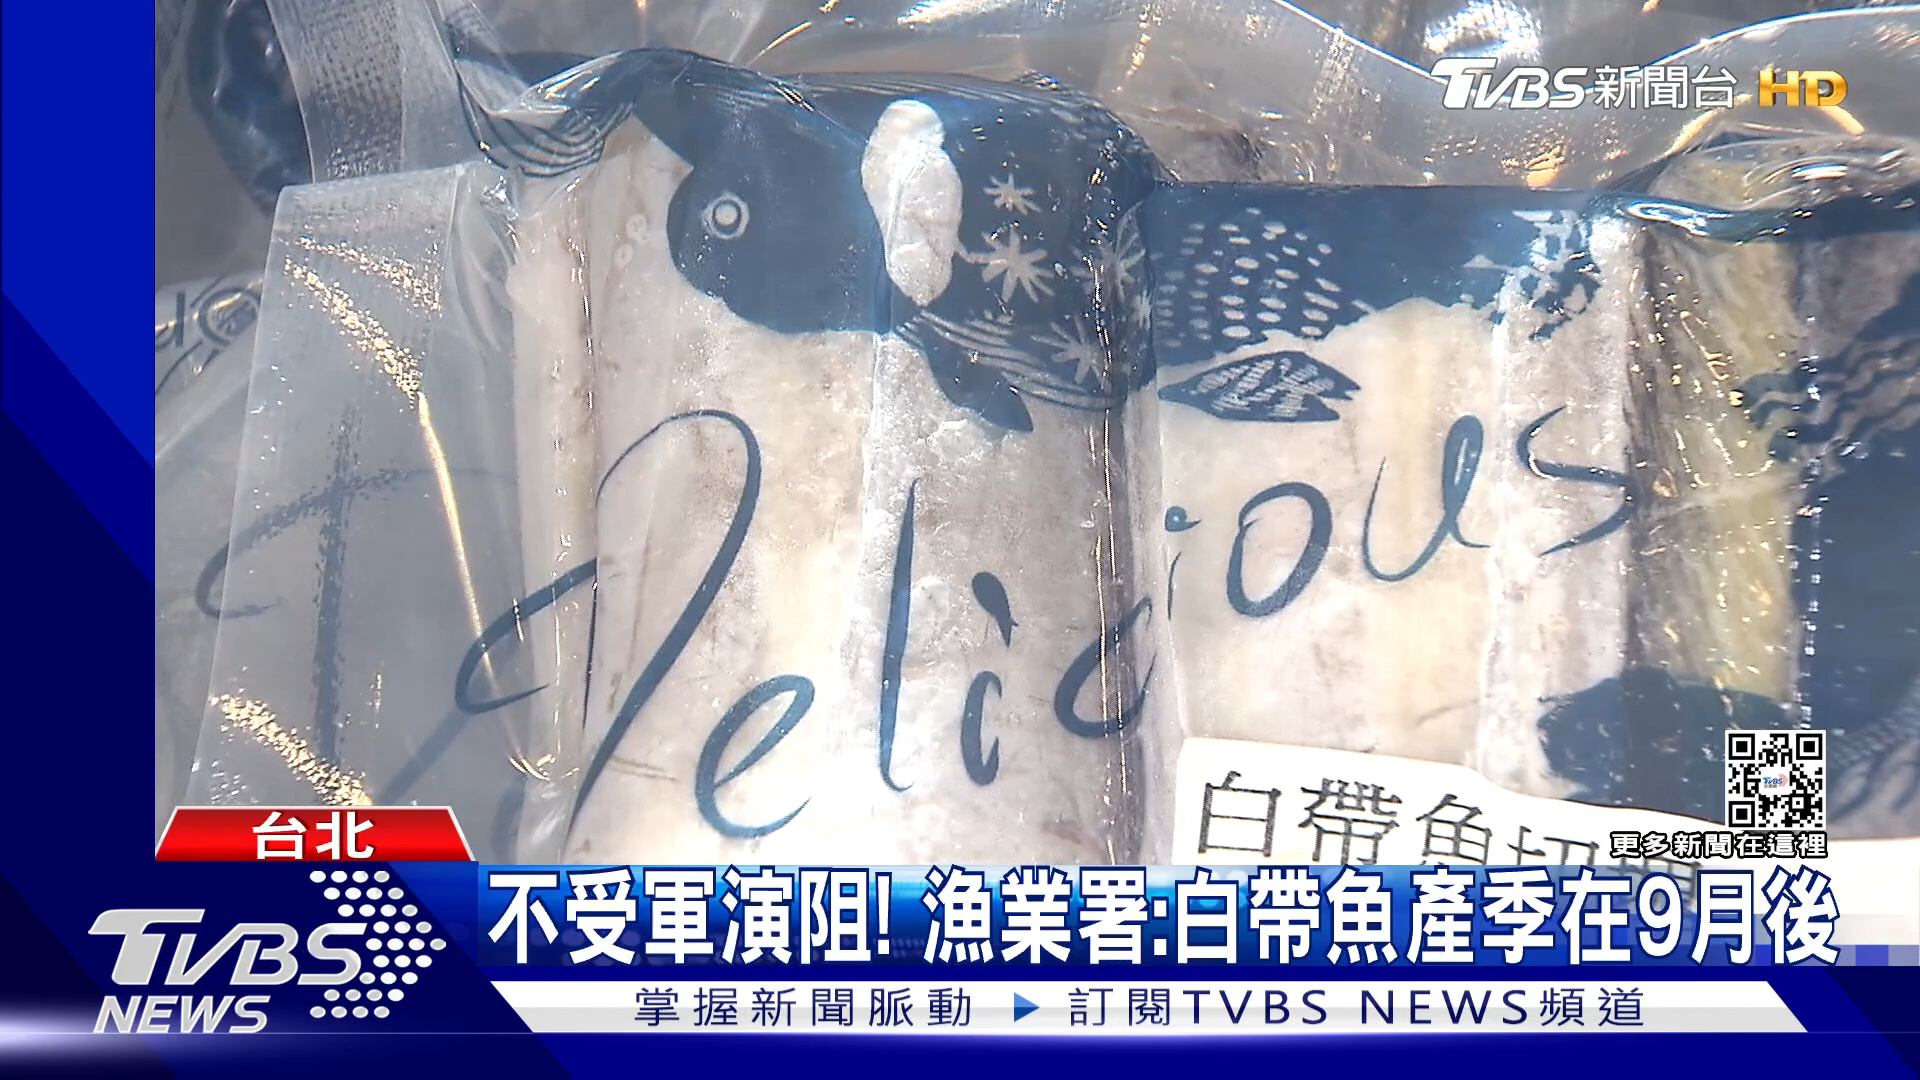 TVBS新聞台 HD
Delicious
白帶魚切
更多新聞在這裡
台北
不受軍演阻! 漁業署:白帶魚產季在9月後
TVBS NEWS
掌握新聞脈動 ▶ 訂閱TVBS NEWS頻道